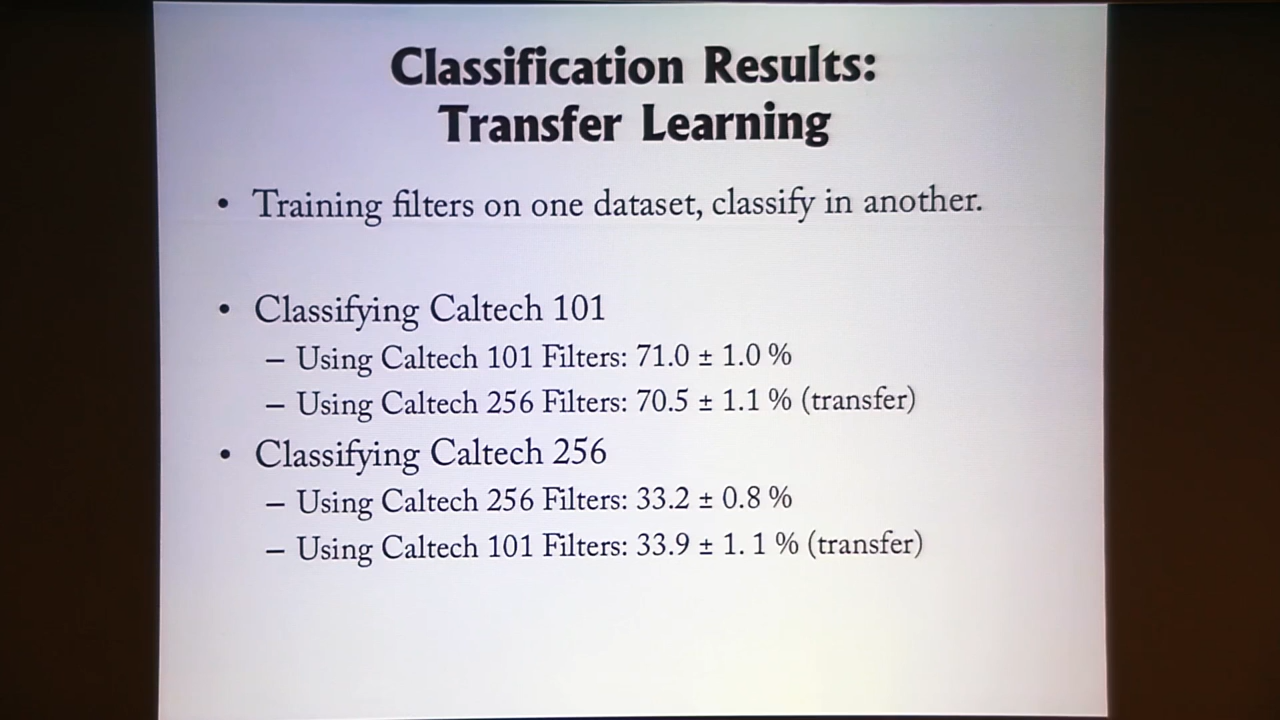 Classification Results:
Transfer Learning
• Training filters on one dataset, classify in another.
• Classifying Caltech 101
– Using Caltech 101 Filters: 71.0 ± 1.0 %
– Using Caltech 256 Filters: 70.5 ± 1.1 % (transfer)
• Classifying Caltech 256
– Using Caltech 256 Filters: 33.2 ± 0.8 %
– Using Caltech 101 Filters: 33.9 ± 1. 1 % (transfer)